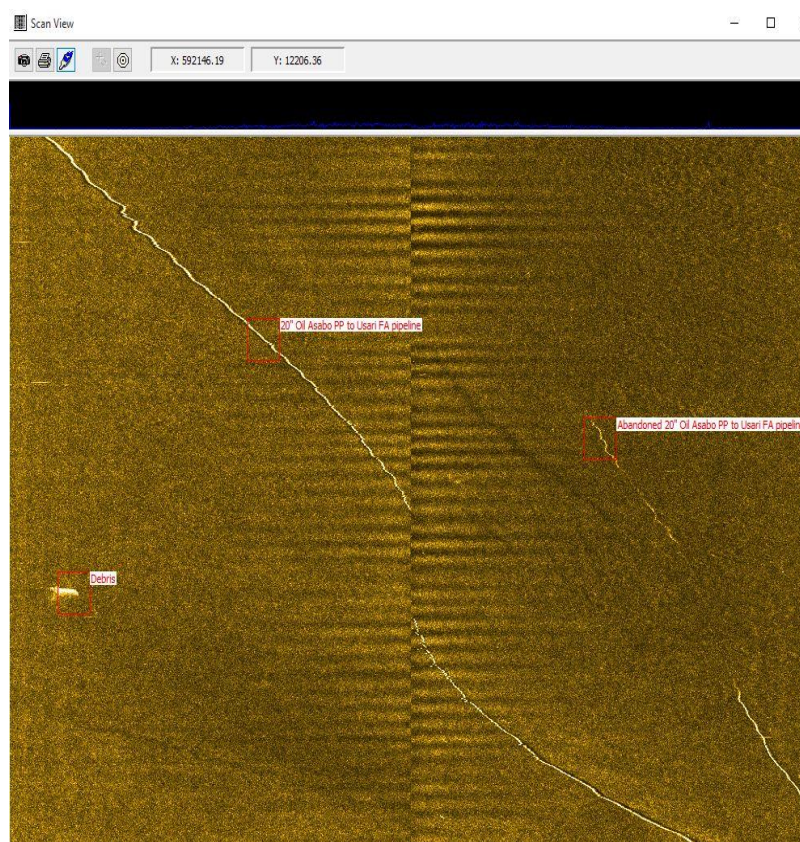 Scan View
X: 592146.19
Y: 12206.36
20" Oil Asabo PP to Usari FA pipeline
Abandoned 20" Oil Asabo PP to Usari FA pipelin
Debris